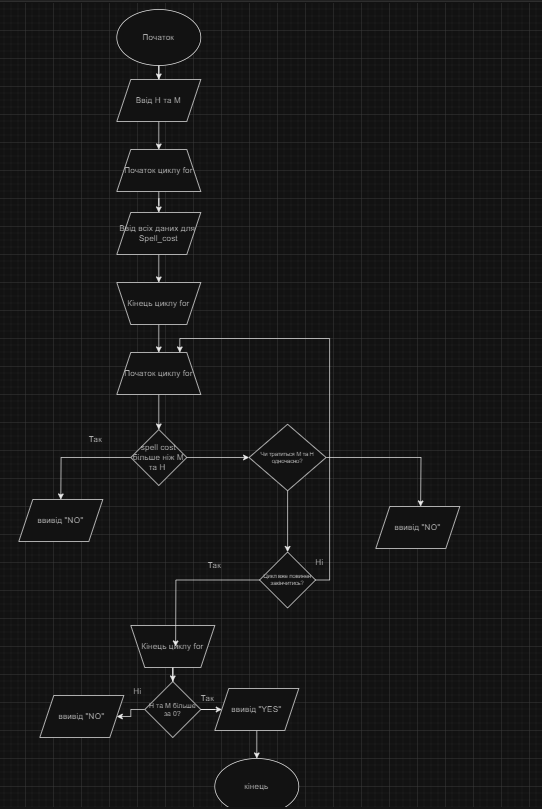 Початок
Ввід H та M
Початок циклу for
Ввід всіх даних для
Spell_cost
Кінець циклу for
Початок циклу for
Так
spell cost
більше ніж M
та H
Чи тратиться M та H
одночасно?
ввивід "NO"
ввивід "NO"
Так
Ні
Цикл вже повинен
закінчитись?
Кінець циклу for
Ні
H та M більше
за 0?
Так
ввивід "NO"
ввивід "YES"
кінець